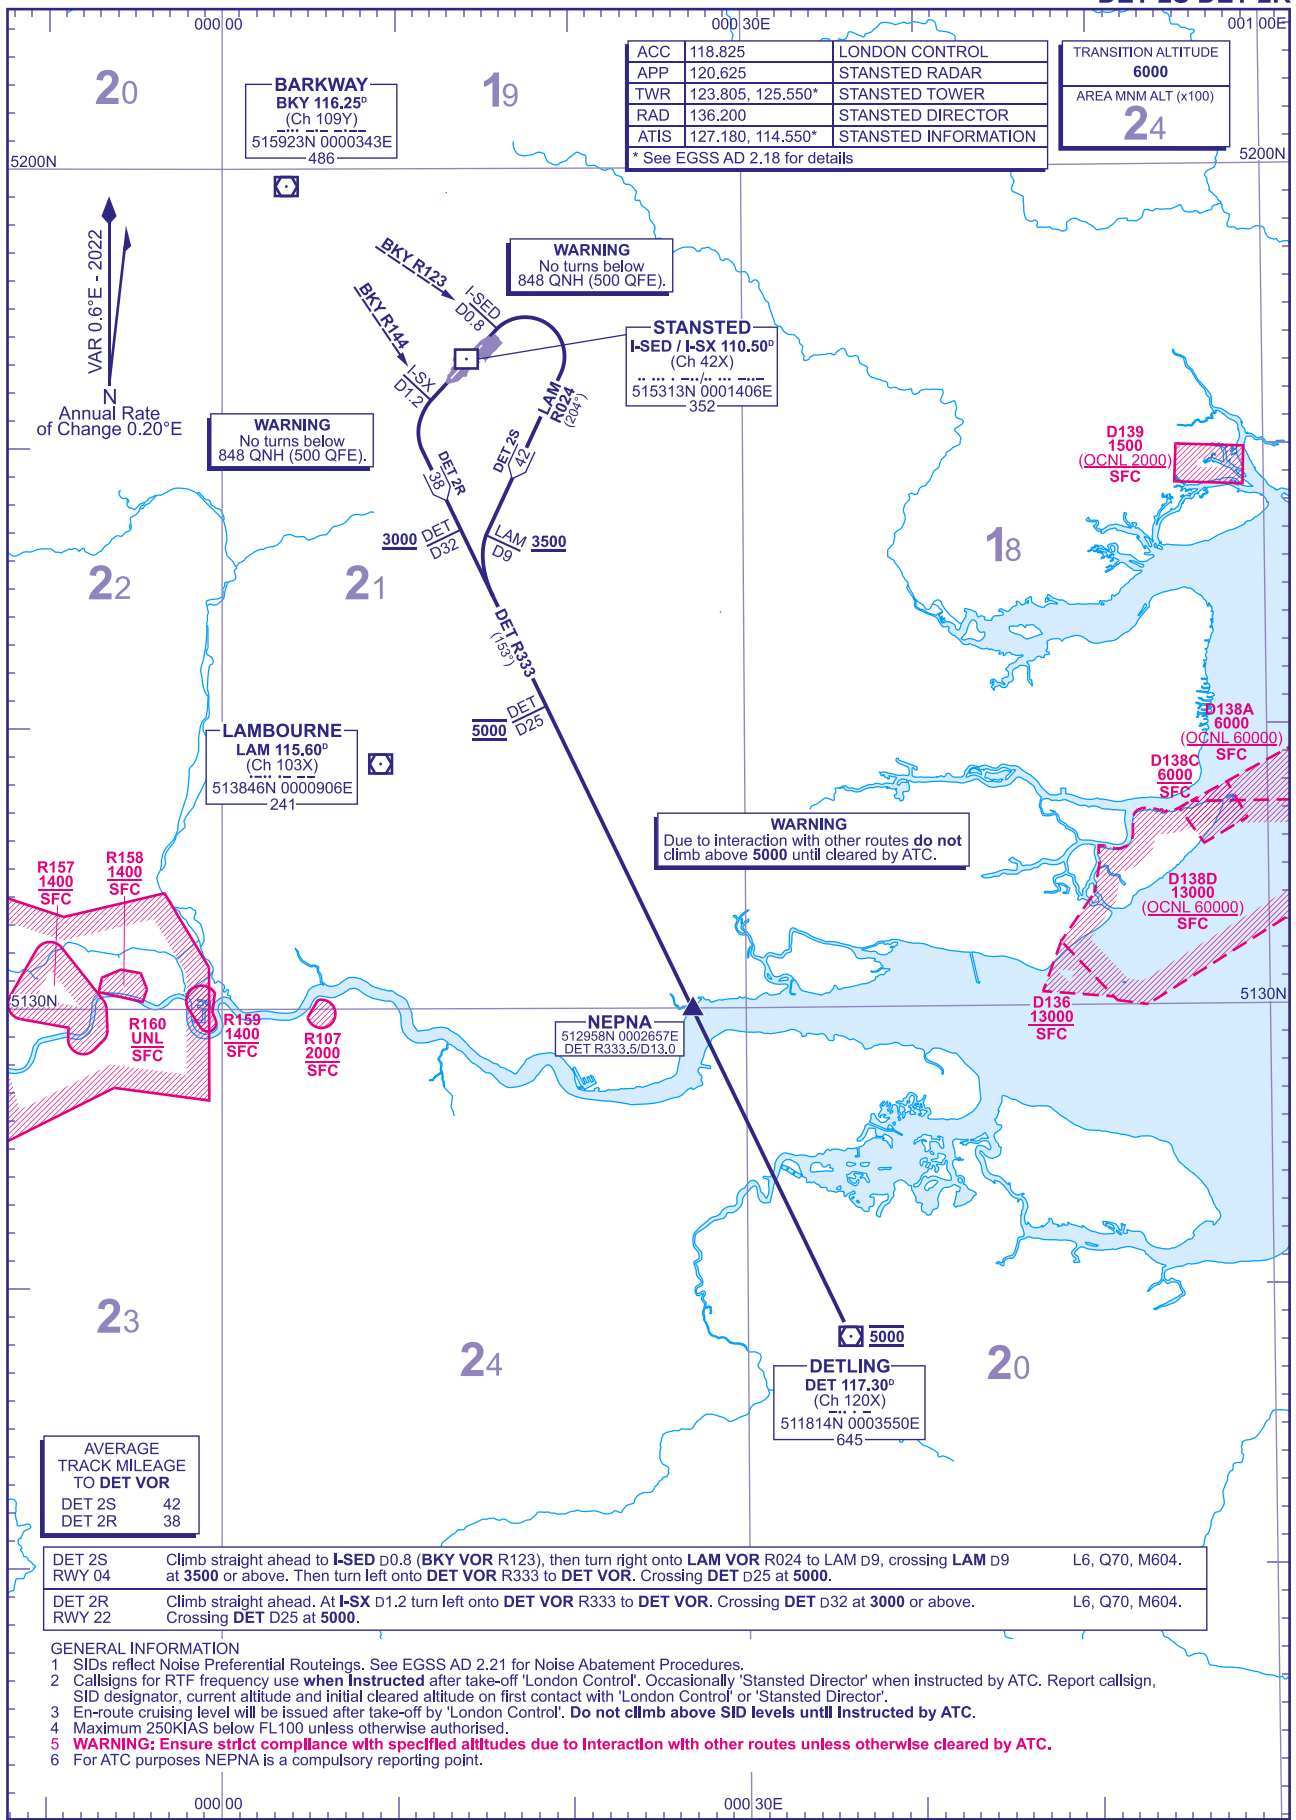 000 00
000 30E
001 00E
20
BARKWAY
BKY 116.25D
(Ch 109Y)
515923N 0000343E
486
19
ACC 118.825 LONDON CONTROL
APP 120.625 STANSTED RADAR
TWR 123.805, 125.550* STANSTED TOWER
RAD 136.200 STANSTED DIRECTOR
ATIS 127.180, 114.550* STANSTED INFORMATION
* See EGSS AD 2.18 for details
TRANSITION ALTITUDE
6000
AREA MNM ALT (x100)
24
5200N
5200N
VAR 0.6°E - 2022
N
Annual Rate
of Change 0.20°E
BKY R123
I-SED
D0.8
WARNING
No turns below
848 QNH (500 QFE).
BKY R144
I-SX
D1.2
STANSTED
I-SED / I-SX 110.50D
(Ch 42X)
515313N 0001406E
352
LAM
R024
(204°)
WARNING
No turns below
848 QNH (500 QFE).
DET 2R
38
DET 2S
42
D139
1500
(OCNL 2000)
SFC
3000
DET
D32
LAM
D9
3500
22
21
18
DET R333
(153°)
5000
DET
D25
LAMBOURNE
LAM 115.60D
(Ch 103X)
513846N 0000906E
241
D138A
6000
(OCNL 60000)
SFC
D138C
6000
SFC
WARNING
Due to interaction with other routes do not
climb above 5000 until cleared by ATC.
R157
1400
SFC
R158
1400
SFC
D138D
13000
(OCNL 60000)
SFC
5130N
5130N
R160
UNL
SFC
R159
1400
SFC
R107
2000
SFC
NEPNA
512958N 0002657E
DET R333.5/D13.0
D136
13000
SFC
23
24
20
5000
DETLING
DET 117.30D
(Ch 120X)
511814N 0003550E
645
AVERAGE
TRACK MILEAGE
TO DET VOR
DET 2S 42
DET 2R 38
DET 2S Climb straight ahead to I-SED D0.8 (BKY VOR R123), then turn right onto LAM VOR R024 to LAM D9, crossing LAM D9 L6, Q70, M604.
RWY 04 at 3500 or above. Then turn left onto DET VOR R333 to DET VOR. Crossing DET D25 at 5000.
DET 2R Climb straight ahead. At I-SX D1.2 turn left onto DET VOR R333 to DET VOR. Crossing DET D32 at 3000 or above. L6, Q70, M604.
RWY 22 Crossing DET D25 at 5000.
GENERAL INFORMATION
1 SIDs reflect Noise Preferential Routeings. See EGSS AD 2.21 for Noise Abatement Procedures.
2 Callsigns for RTF frequency use when Instructed after take-off 'London Control'. Occasionally 'Stansted Director' when instructed by ATC. Report callsign,
SID designator, current altitude and initial cleared altitude on first contact with 'London Control' or 'Stansted Director'.
3 En-route cruising level will be issued after take-off by 'London Control'. Do not climb above SID levels until Instructed by ATC.
4 Maximum 250KIAS below FL100 unless otherwise authorised.
5 WARNING: Ensure strict compliance with specified altitudes due to Interaction with other routes unless otherwise cleared by ATC.
6 For ATC purposes NEPNA is a compulsory reporting point.
000 00
000 30E